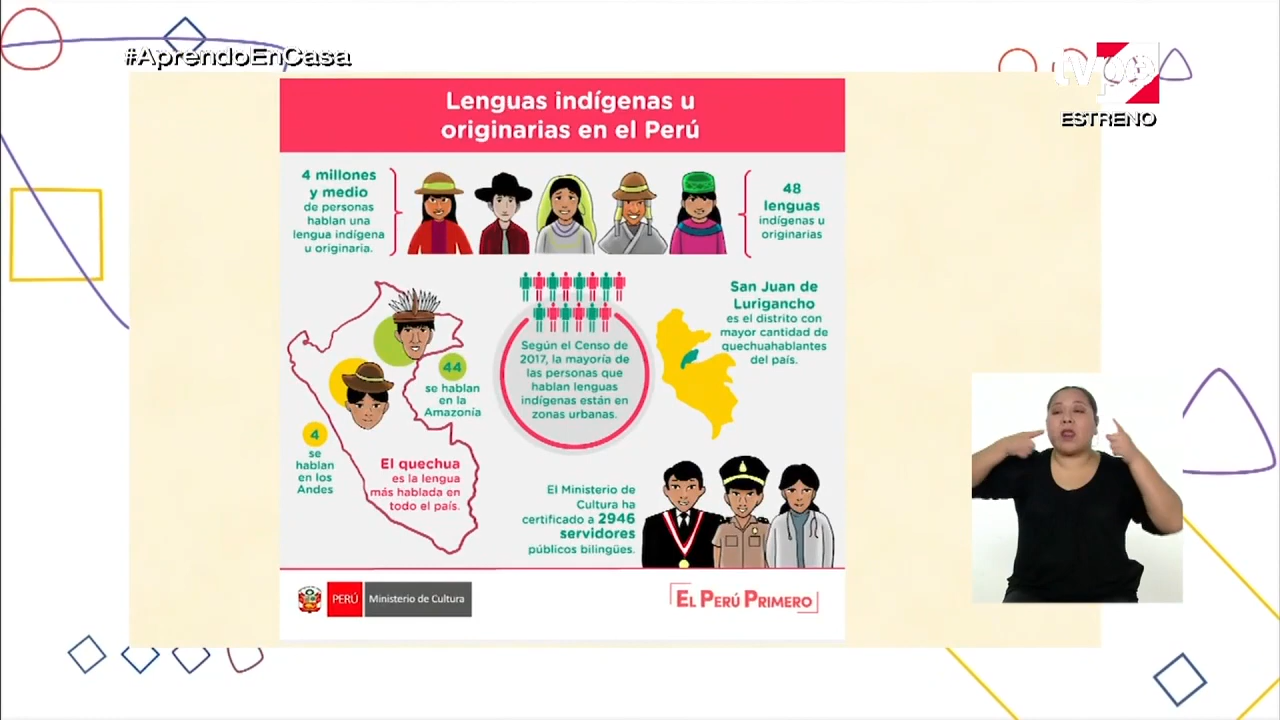 #AprendoEnCasa
tvperú
ESTRENO
Lenguas indígenas u
originarias en el Perú
4 millones
y medio
de personas
hablan una
lengua indígena
u originaria.
48
lenguas
indígenas u
originarias
44
se hablan
en la
Amazonía
4
se
hablan
en los
Andes
El quechua
es la lengua
más hablada en
todo el país.
Según el Censo de
2017, la mayoría de
las personas que
hablan lenguas
indígenas están en
zonas urbanas.
San Juan de
Lurigancho
es el distrito con
mayor cantidad de
quechuahablantes
del país.
El Ministerio de
Cultura ha
certificado a 2946
servidores
públicos bilingües.
PERÚ Ministerio de Cultura
EL PERÚ PRIMERO